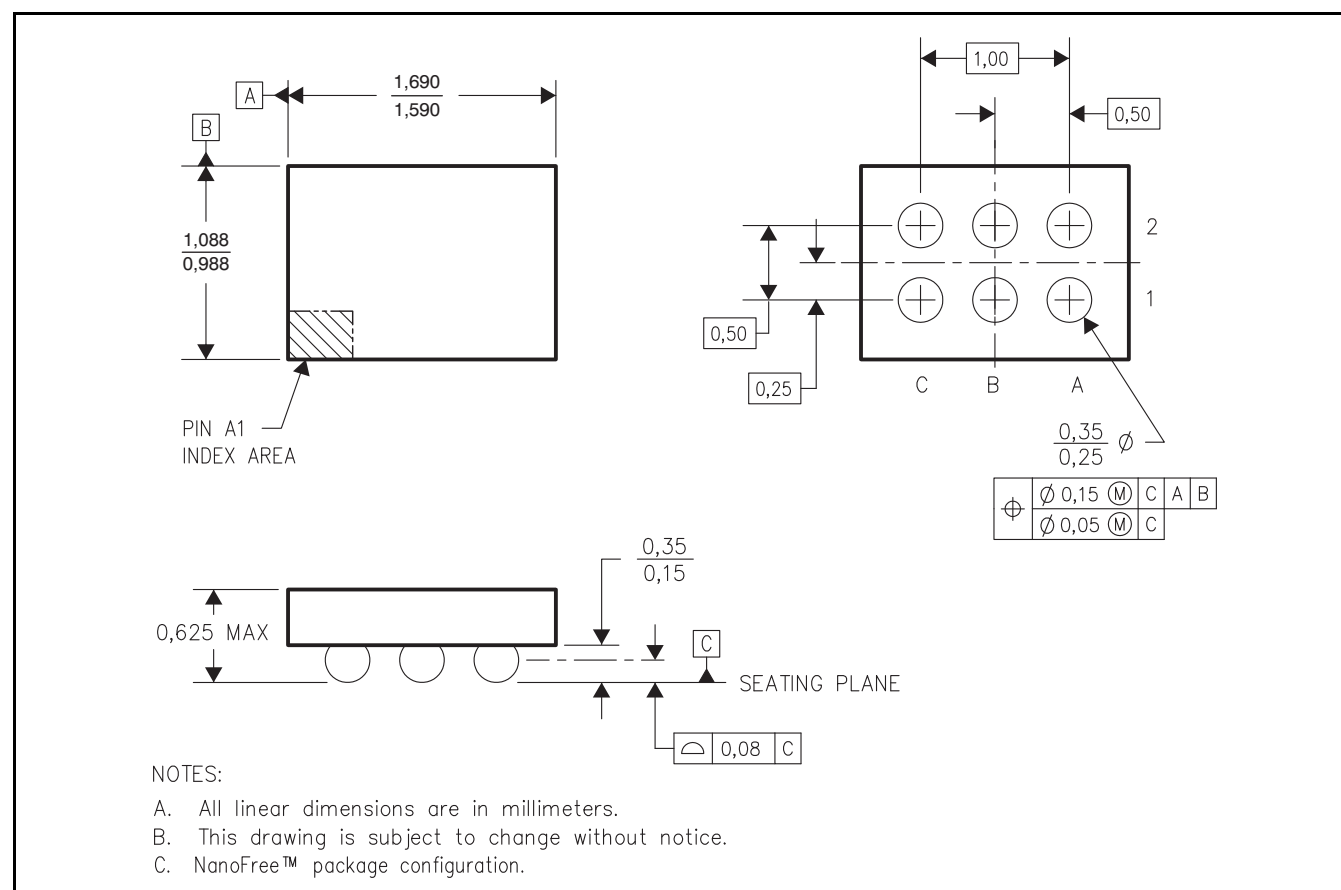 A
1,690
1,590
B
1,088
0,988
PIN A1
INDEX AREA
1,00
0,50
2
1
0,50
0,25
C B A
0,35
0,25 Ø
Ø 0,15 Ⓜ C A B
Ø 0,05 Ⓜ C
0,35
0,15
0,625 MAX
C
SEATING PLANE
0,08 C
NOTES:
A. All linear dimensions are in millimeters.
B. This drawing is subject to change without notice.
C. NanoFree™ package configuration.